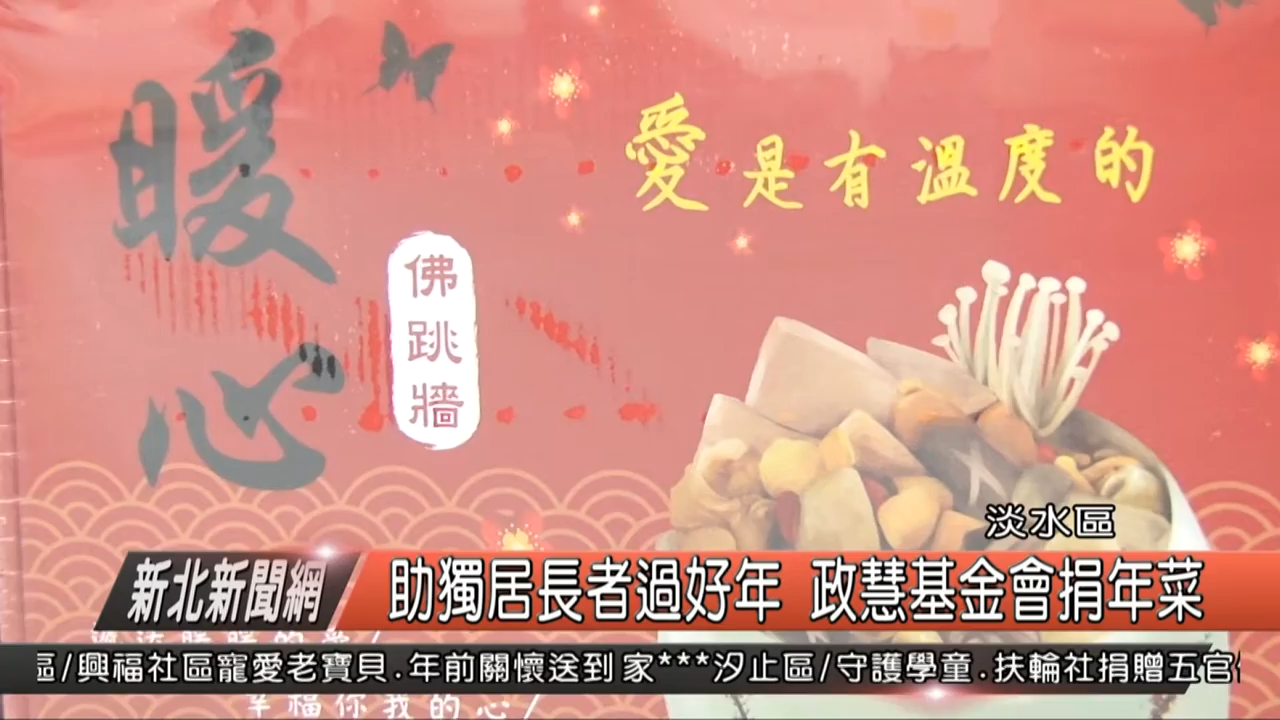 暖心
愛是有溫度的
佛跳牆
淡水區
新北新聞網
助獨居長者過好年 政慧基金會捐年菜
區/興福社區寵愛老寶貝.年前關懷送到家***汐止區/守護學童.扶輪社捐贈五官
幸福你我的心/